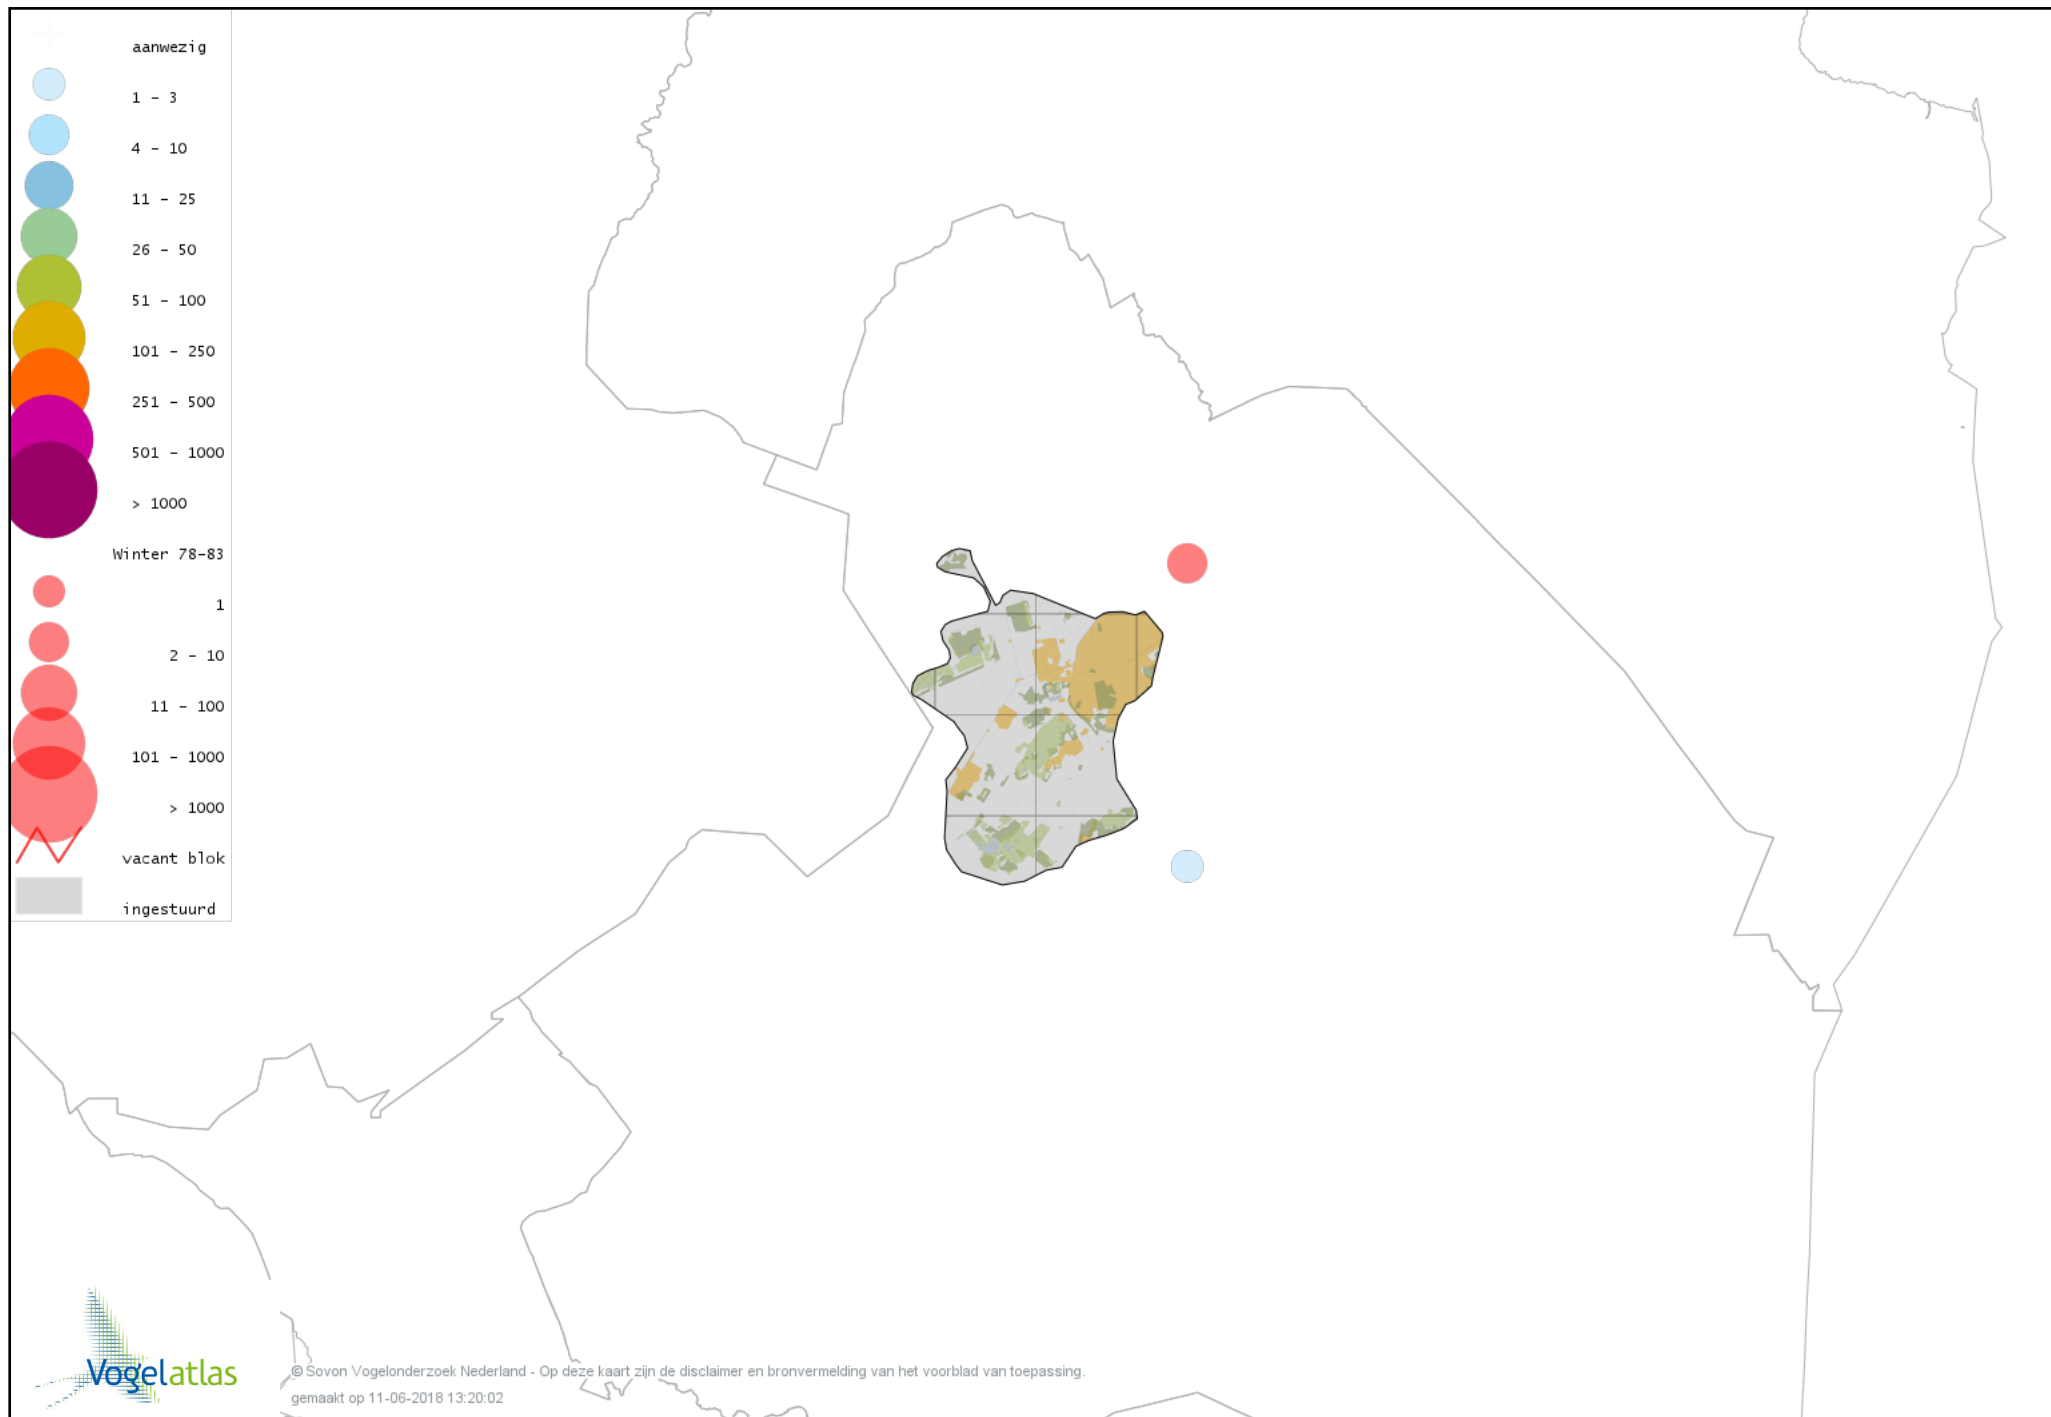 aanwezig
1 - 3
4 - 10
11 - 25
26 - 50
51 - 100
101 - 250
251 - 500
501 - 1000
> 1000
Winter 78-83
1
2 - 10
11 - 100
101 - 1000
> 1000
vacant blok
ingestuurd
Vogelatlas
© Sovon Vogelonderzoek Nederland - Op deze kaart zijn de disclaimer en bronvermelding van het voorblad van toepassing.
gemaakt op 11-06-2018 13:20:02